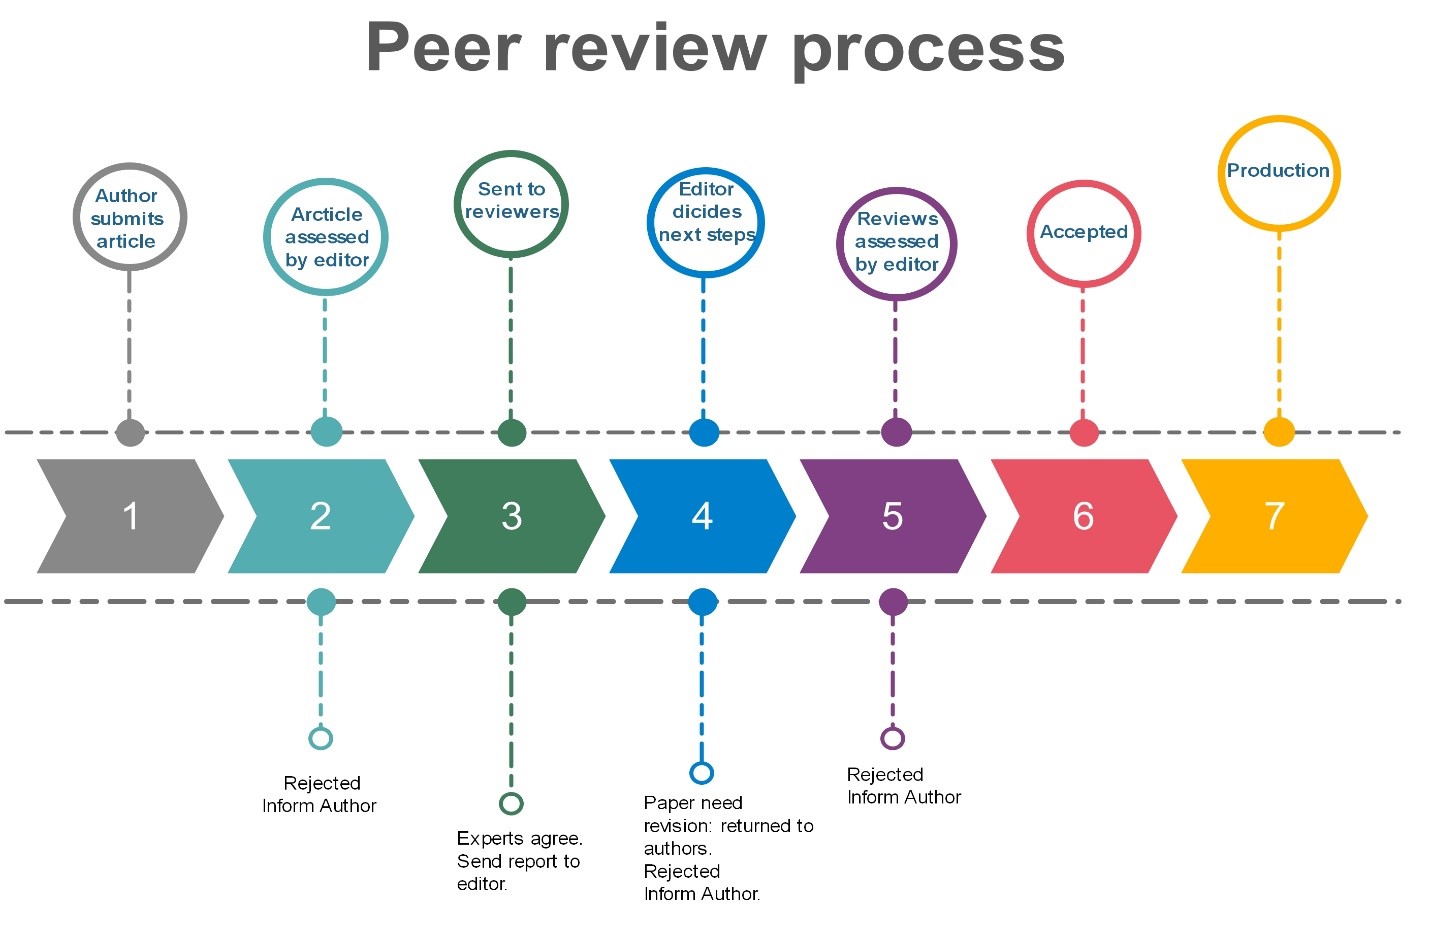 Peer review process
Author
submits
article
Arcticle
assessed
by editor
Sent to
reviewers
Editor
dicides
next steps
Reviews
assessed
by editor
Accepted
Production
1
2
3
4
5
6
7
Rejected
Inform Author
Experts agree.
Send report to
editor.
Paper need
revision: returned to
authors.
Rejected
Inform Author.
Rejected
Inform Author